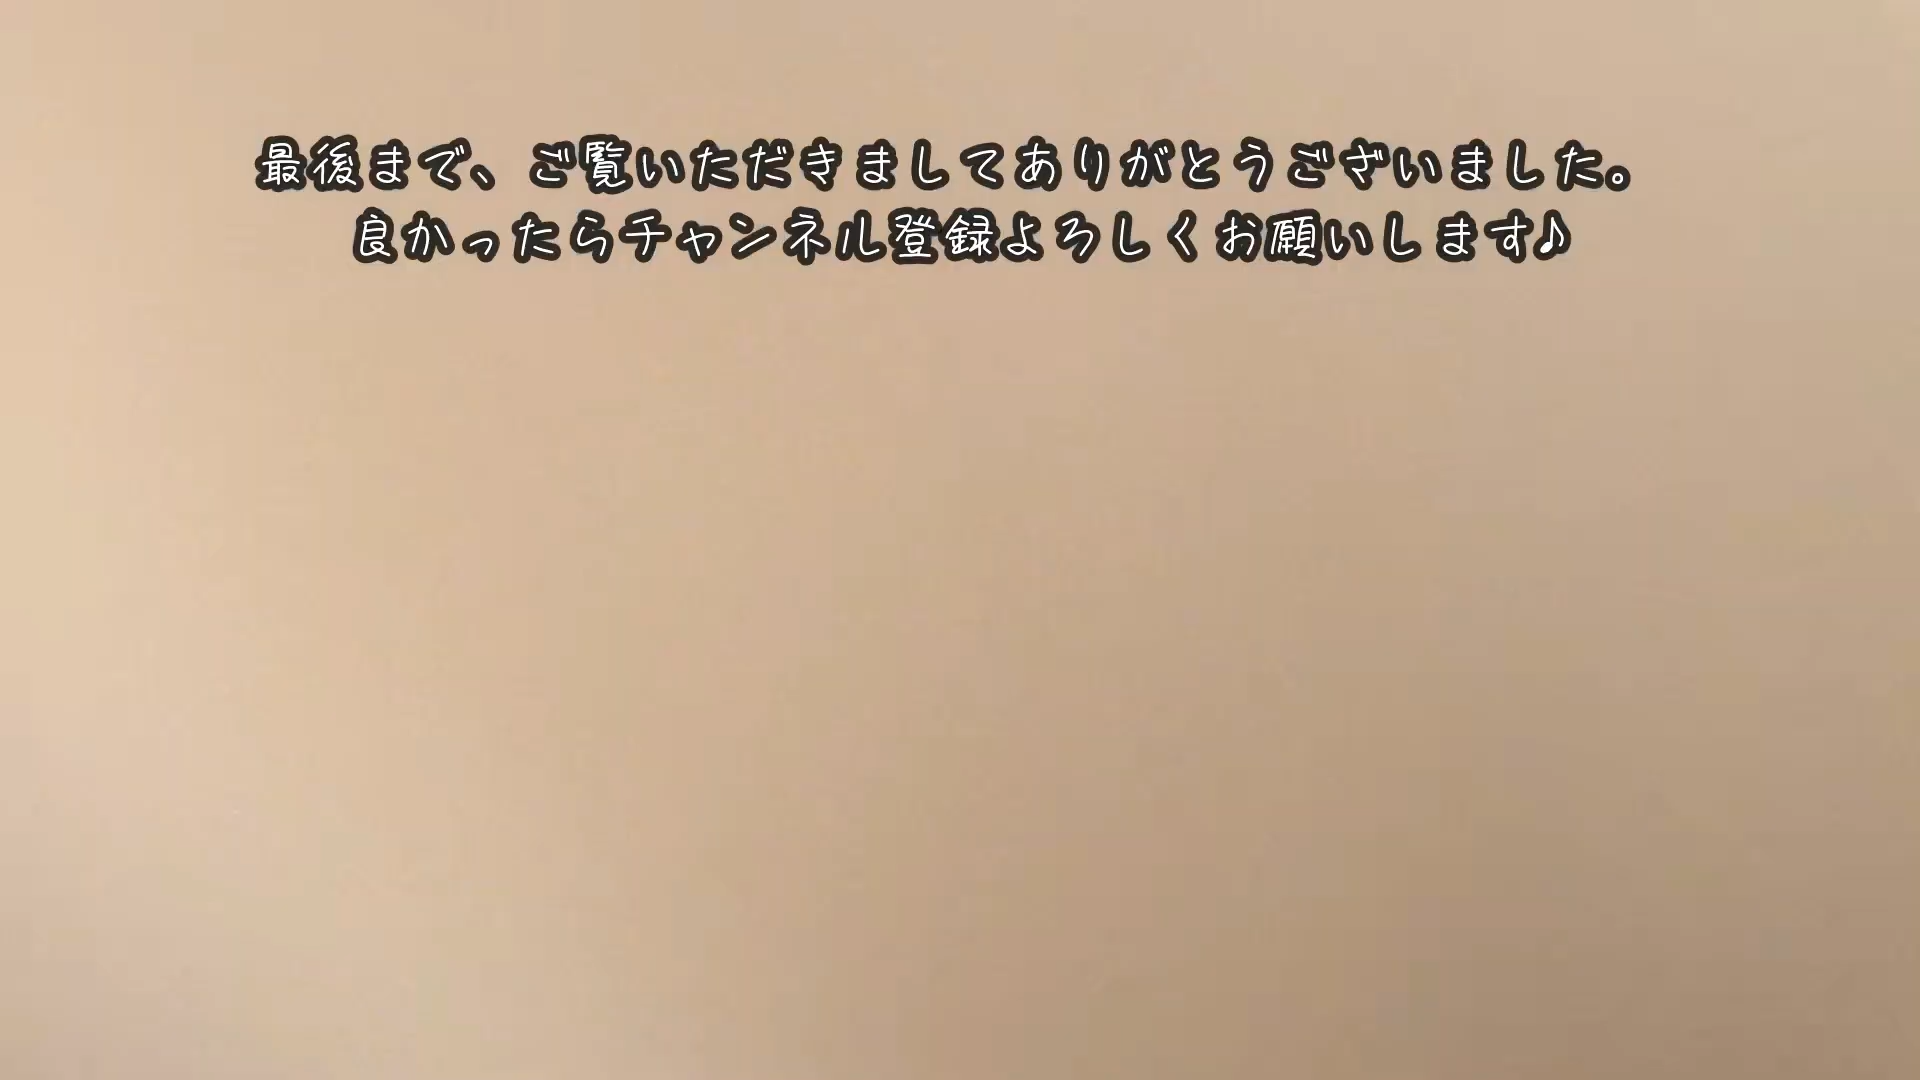 最後まで、ご覧いただきましてありがとうございました。
良かったらチャンネル登録よろしくお願いします♪